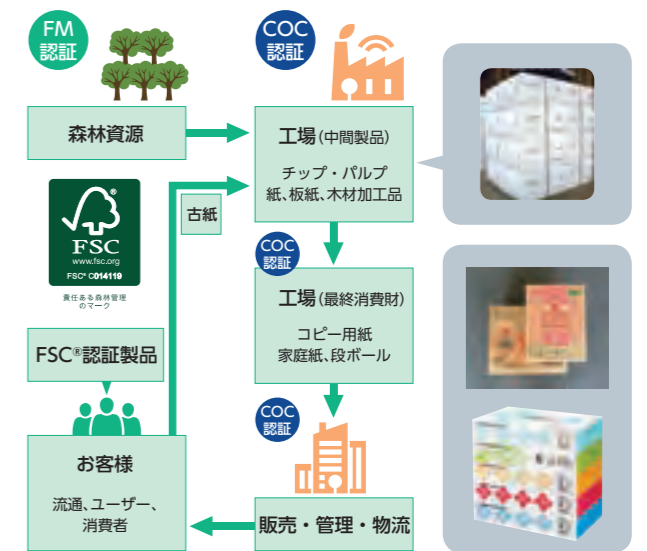 FM
認証
COC
認証
森林資源
工場(中間製品)
チップ・パルプ
紙、板紙、木材加工品
古紙
FSC
www.fsc.org
FSC® C014119
責任ある森林管理
のマーク
COC
認証
工場(最終消費財)
コピー用紙
家庭紙、段ボール
FSC®認証製品
COC
認証
お客様
流通、ユーザー、
消費者
販売・管理・物流